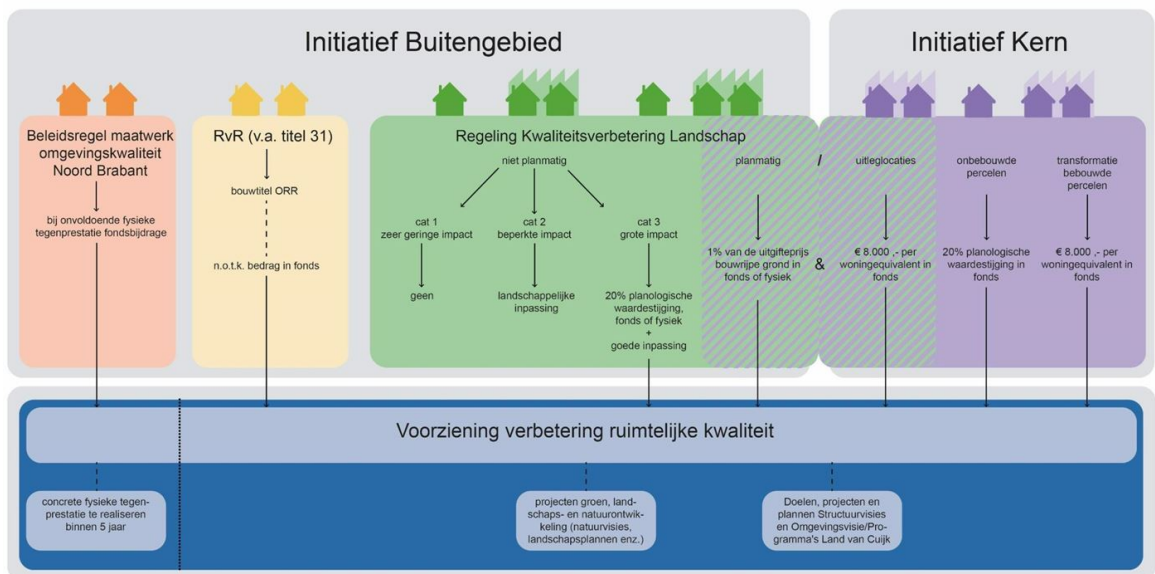 Initiatief Buitengebied
Initiatief Kern
Beleidsregel maatwerk
omgevingskwaliteit
Noord Brabant
bij onvoldoende fysieke
tegenprestatie fondsbijdrage
RvR (v.a. titel 31)
bouwtitel ORR
n.o.t.k. bedrag in fonds
Regeling Kwaliteitsverbetering Landschap
niet planmatig
cat 1
zeer geringe impact
geen
cat 2
beperkte impact
landschappelijke
inpassing
cat 3
grote impact
20% planologische
waardestijging,
fonds of fysiek
+
goede inpassing
planmatig
1% van de uitgifteprijs
bouwrijpe grond in
fonds of fysiek
/
&
uitleglocaties
€ 8.000 ,- per
woningequivalent in
fonds
onbebouwde
percelen
20% planologische
waardestijging in
fonds
transformatie
bebouwde
percelen
€ 8.000 ,- per
woningequivalent in
fonds
Voorziening verbetering ruimtelijke kwaliteit
concrete fysieke tegen-
prestatie te realiseren
binnen 5 jaar
projecten groen, land-
schaps- en natuurontwik-
keling (natuurvisies,
landschapsplannen enz.)
Doelen, projecten en
plannen Structuurvisies
en Omgevingsvisie/Pro-
gramma's Land van Cuijk